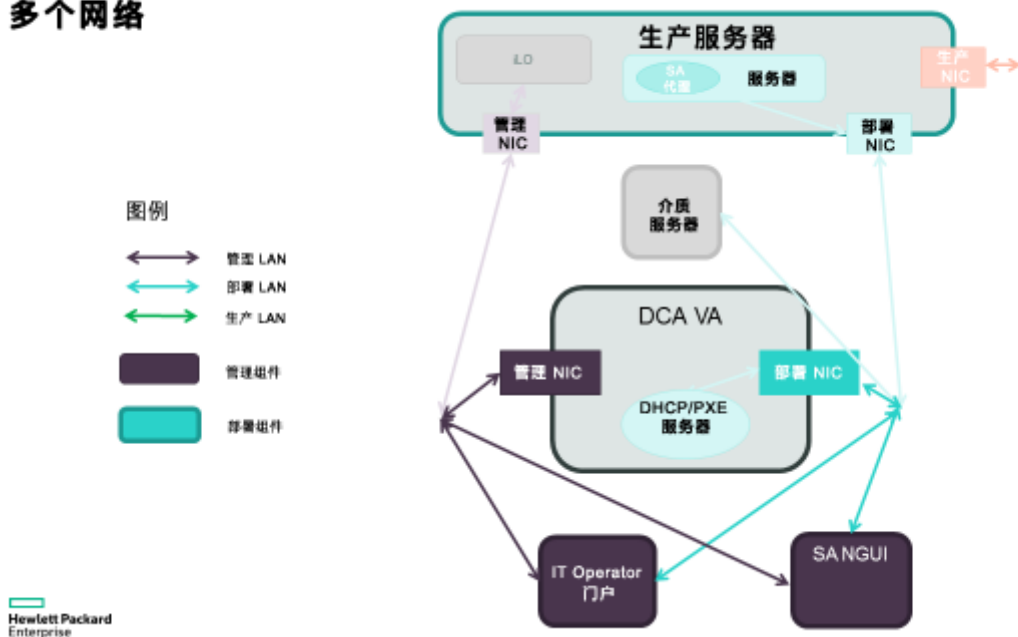 多个网络
生产服务器
iLO
SA
代理
服务器
生产
NIC
管理
NIC
部署
NIC
介质
服务器
图例
管理 LAN
部署 LAN
生产 LAN
管理组件
部署组件
DCA VA
管理 NIC
部署 NIC
DHCP/PXE
服务器
IT Operator
门户
SA NGUI
Hewlett Packard
Enterprise